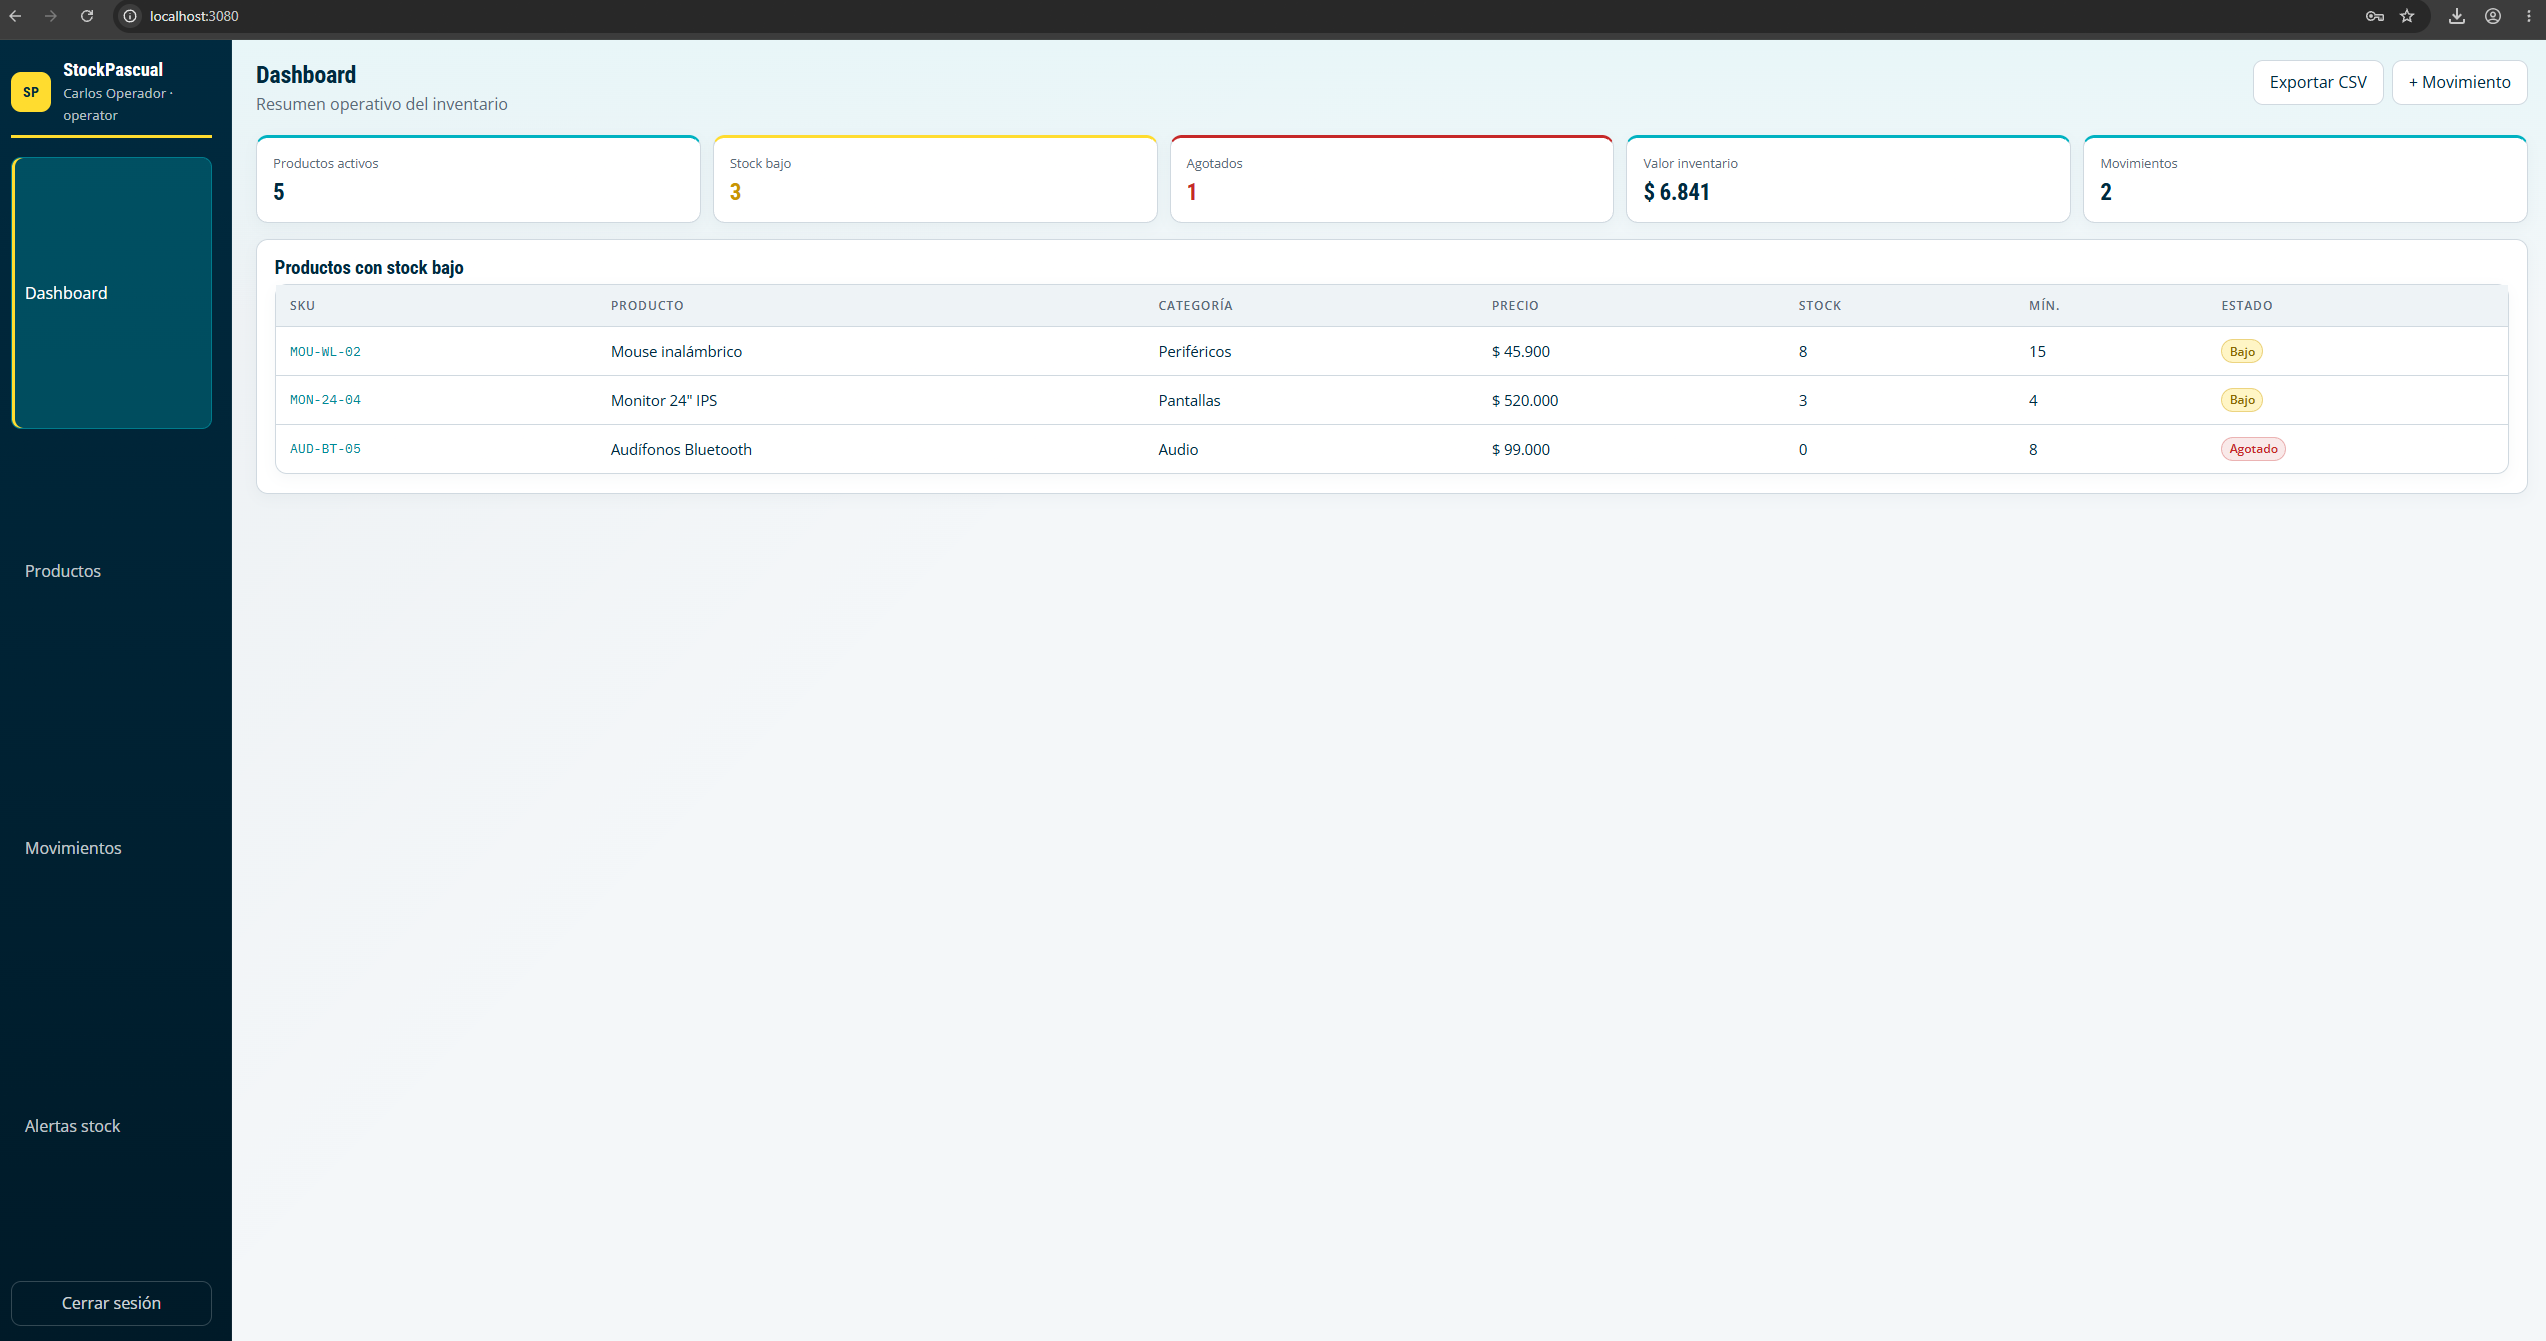 localhost:3080
SP
StockPascual
Carlos Operador ·
operator
Dashboard
Productos
Movimientos
Alertas stock
Cerrar sesión
Dashboard
Resumen operativo del inventario
Exportar CSV
+ Movimiento
Productos activos
5
Stock bajo
3
Agotados
1
Valor inventario
$ 6.841
Movimientos
2
Productos con stock bajo
SKU PRODUCTO CATEGORÍA PRECIO STOCK MÍN. ESTADO
MOU-WL-02 Mouse inalámbrico Periféricos $ 45.900 8 15 Bajo
MON-24-04 Monitor 24" IPS Pantallas $ 520.000 3 4 Bajo
AUD-BT-05 Audífonos Bluetooth Audio $ 99.000 0 8 Agotado